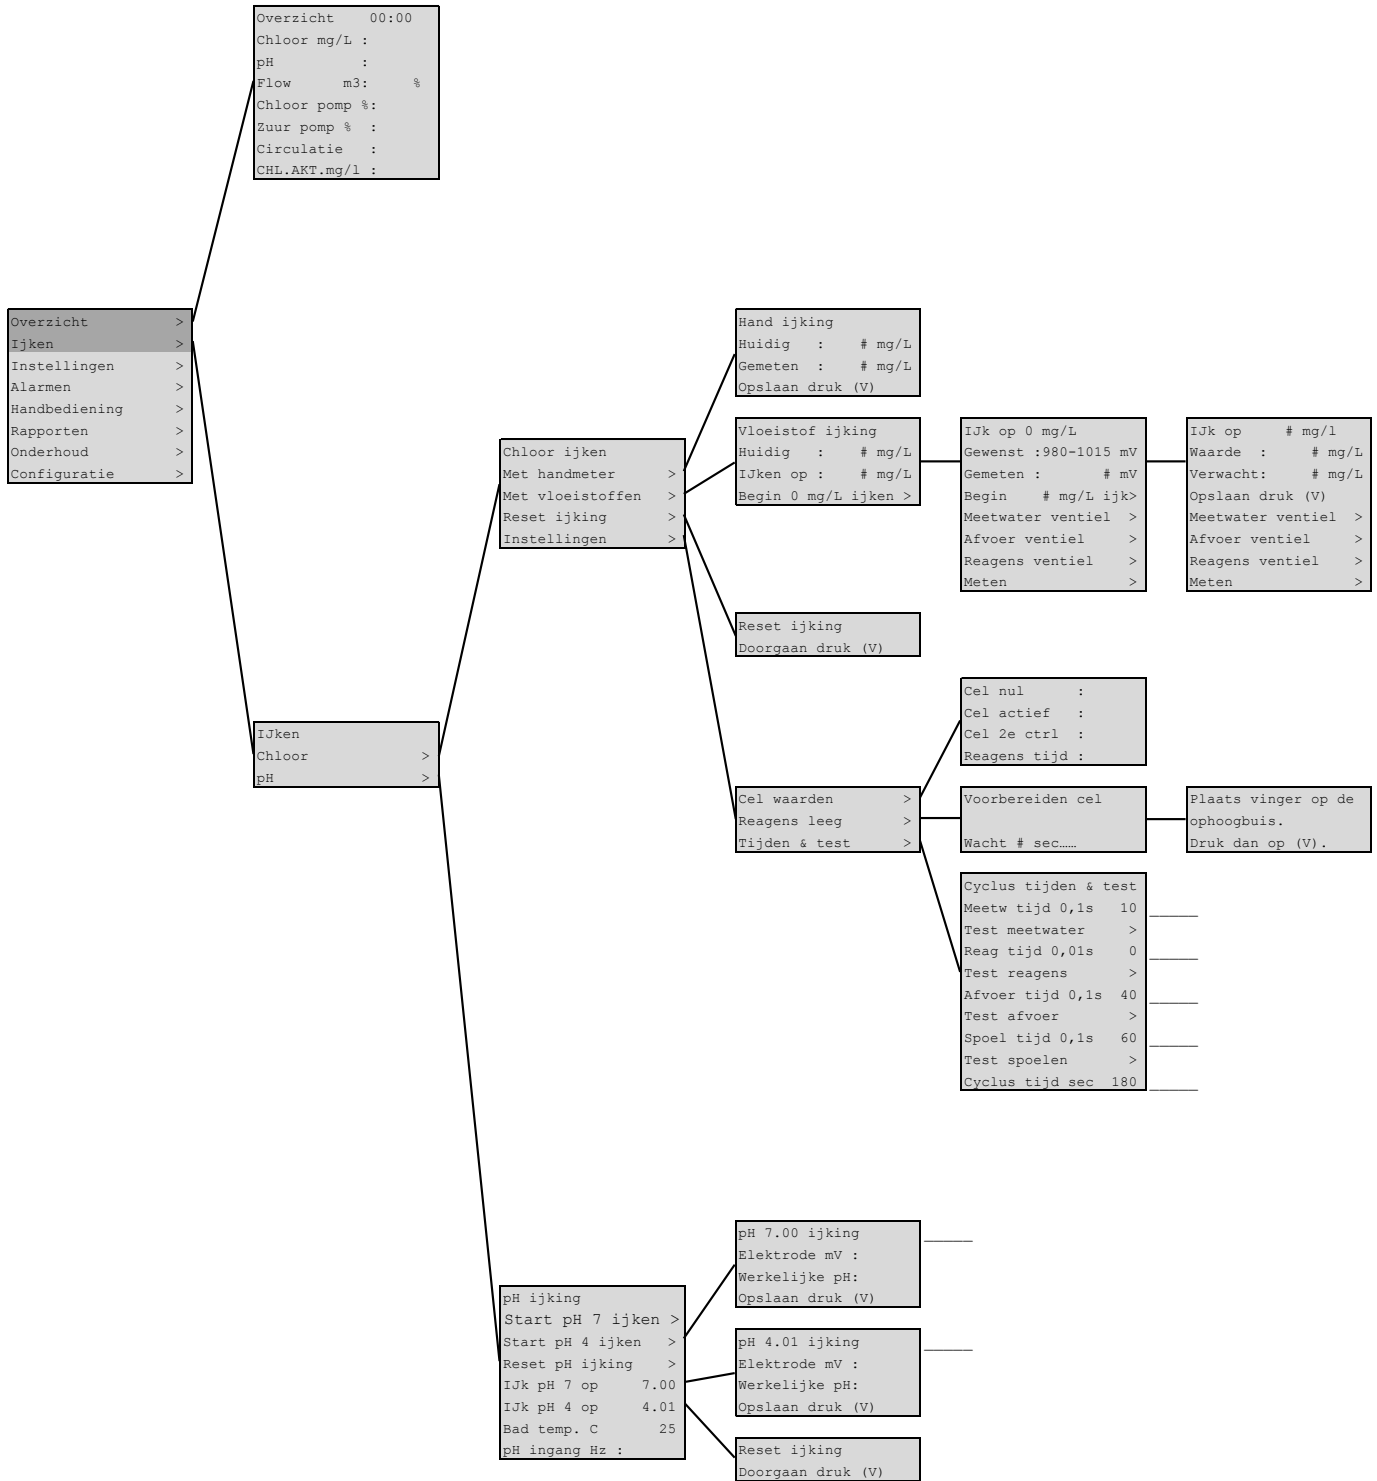 Overzicht 00:00
Chloor mg/L :
pH :
Flow m3: %
Chloor pomp %:
Zuur pomp % :
Circulatie :
CHL.AKT.mg/l :
Overzicht >
Ijken >
Instellingen >
Alarmen >
Handbediening >
Rapporten >
Onderhoud >
Configuratie >
IJken
Chloor >
pH >
Chloor ijken
Met handmeter >
Met vloeistoffen >
Reset ijking >
Instellingen >
Hand ijking
Huidig : # mg/L
Gemeten : # mg/L
Opslaan druk (V)
Vloeistof ijking
Huidig : # mg/L
IJken op : # mg/L
Begin 0 mg/L ijken >
IJk op 0 mg/L
Gewenst :980-1015 mV
Gemeten : # mV
Begin # mg/L ijk>
Meetwater ventiel >
Afvoer ventiel >
Reagens ventiel >
Meten >
IJk op # mg/l
Waarde : # mg/L
Verwacht: # mg/L
Opslaan druk (V)
Meetwater ventiel >
Afvoer ventiel >
Reagens ventiel >
Meten >
Reset ijking
Doorgaan druk (V)
Cel waarden >
Reagens leeg >
Tijden & test >
Cel nul :
Cel actief :
Cel 2e ctrl :
Reagens tijd :
Voorbereiden cel
Wacht # sec……
Plaats vinger op de
ophoogbuis.
Druk dan op (V).
Cyclus tijden & test
Meetw tijd 0,1s 10 _____
Test meetwater >
Reag tijd 0,01s 0 _____
Test reagens >
Afvoer tijd 0,1s 40 _____
Test afvoer >
Spoel tijd 0,1s 60 _____
Test spoelen >
Cyclus tijd sec 180 _____
pH ijking
Start pH 7 ijken >
Start pH 4 ijken >
Reset pH ijking >
IJk pH 7 op 7.00
IJk pH 4 op 4.01
Bad temp. C 25
pH ingang Hz :
pH 7.00 ijking _____
Elektrode mV :
Werkelijke pH:
Opslaan druk (V)
pH 4.01 ijking _____
Elektrode mV :
Werkelijke pH:
Opslaan druk (V)
Reset ijking
Doorgaan druk (V)